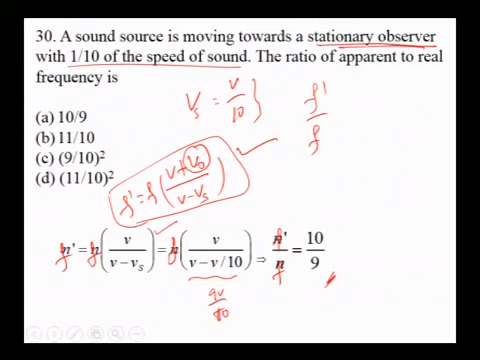 30. A sound source is moving towards a stationary observer
with 1/10 of the speed of sound. The ratio of apparent to real
frequency is
Vs = v/10 } f'/f
(a) 10/9
(b) 11/10
(c) (9/10)²
(d) (11/10)²
f' = f ( v+v₀ / v-vs )
n' = n ( v / v-vs ) = n ( v / v-v/10 ) ⇒ n'/n = 10/9
f f f f' f
9v/10